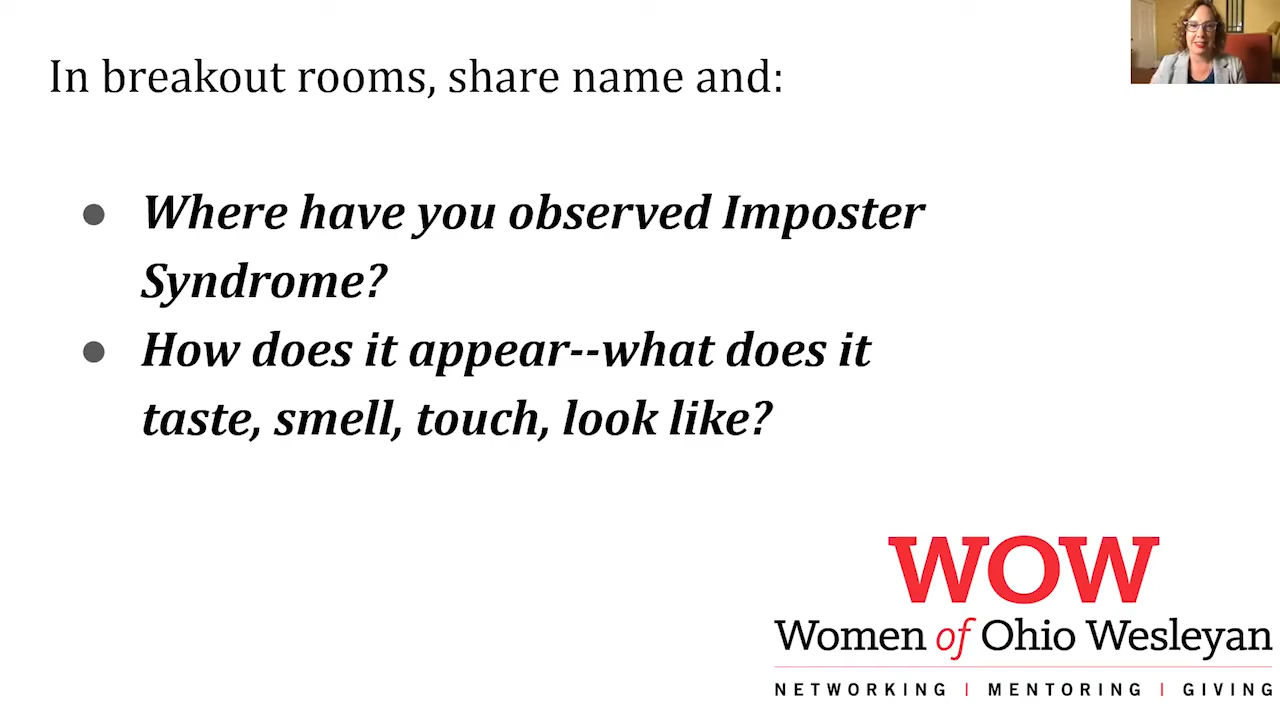 In breakout rooms, share name and:
● Where have you observed Imposter
Syndrome?
● How does it appear--what does it
taste, smell, touch, look like?
WOW
Women of Ohio Wesleyan
NETWORKING | MENTORING | GIVING